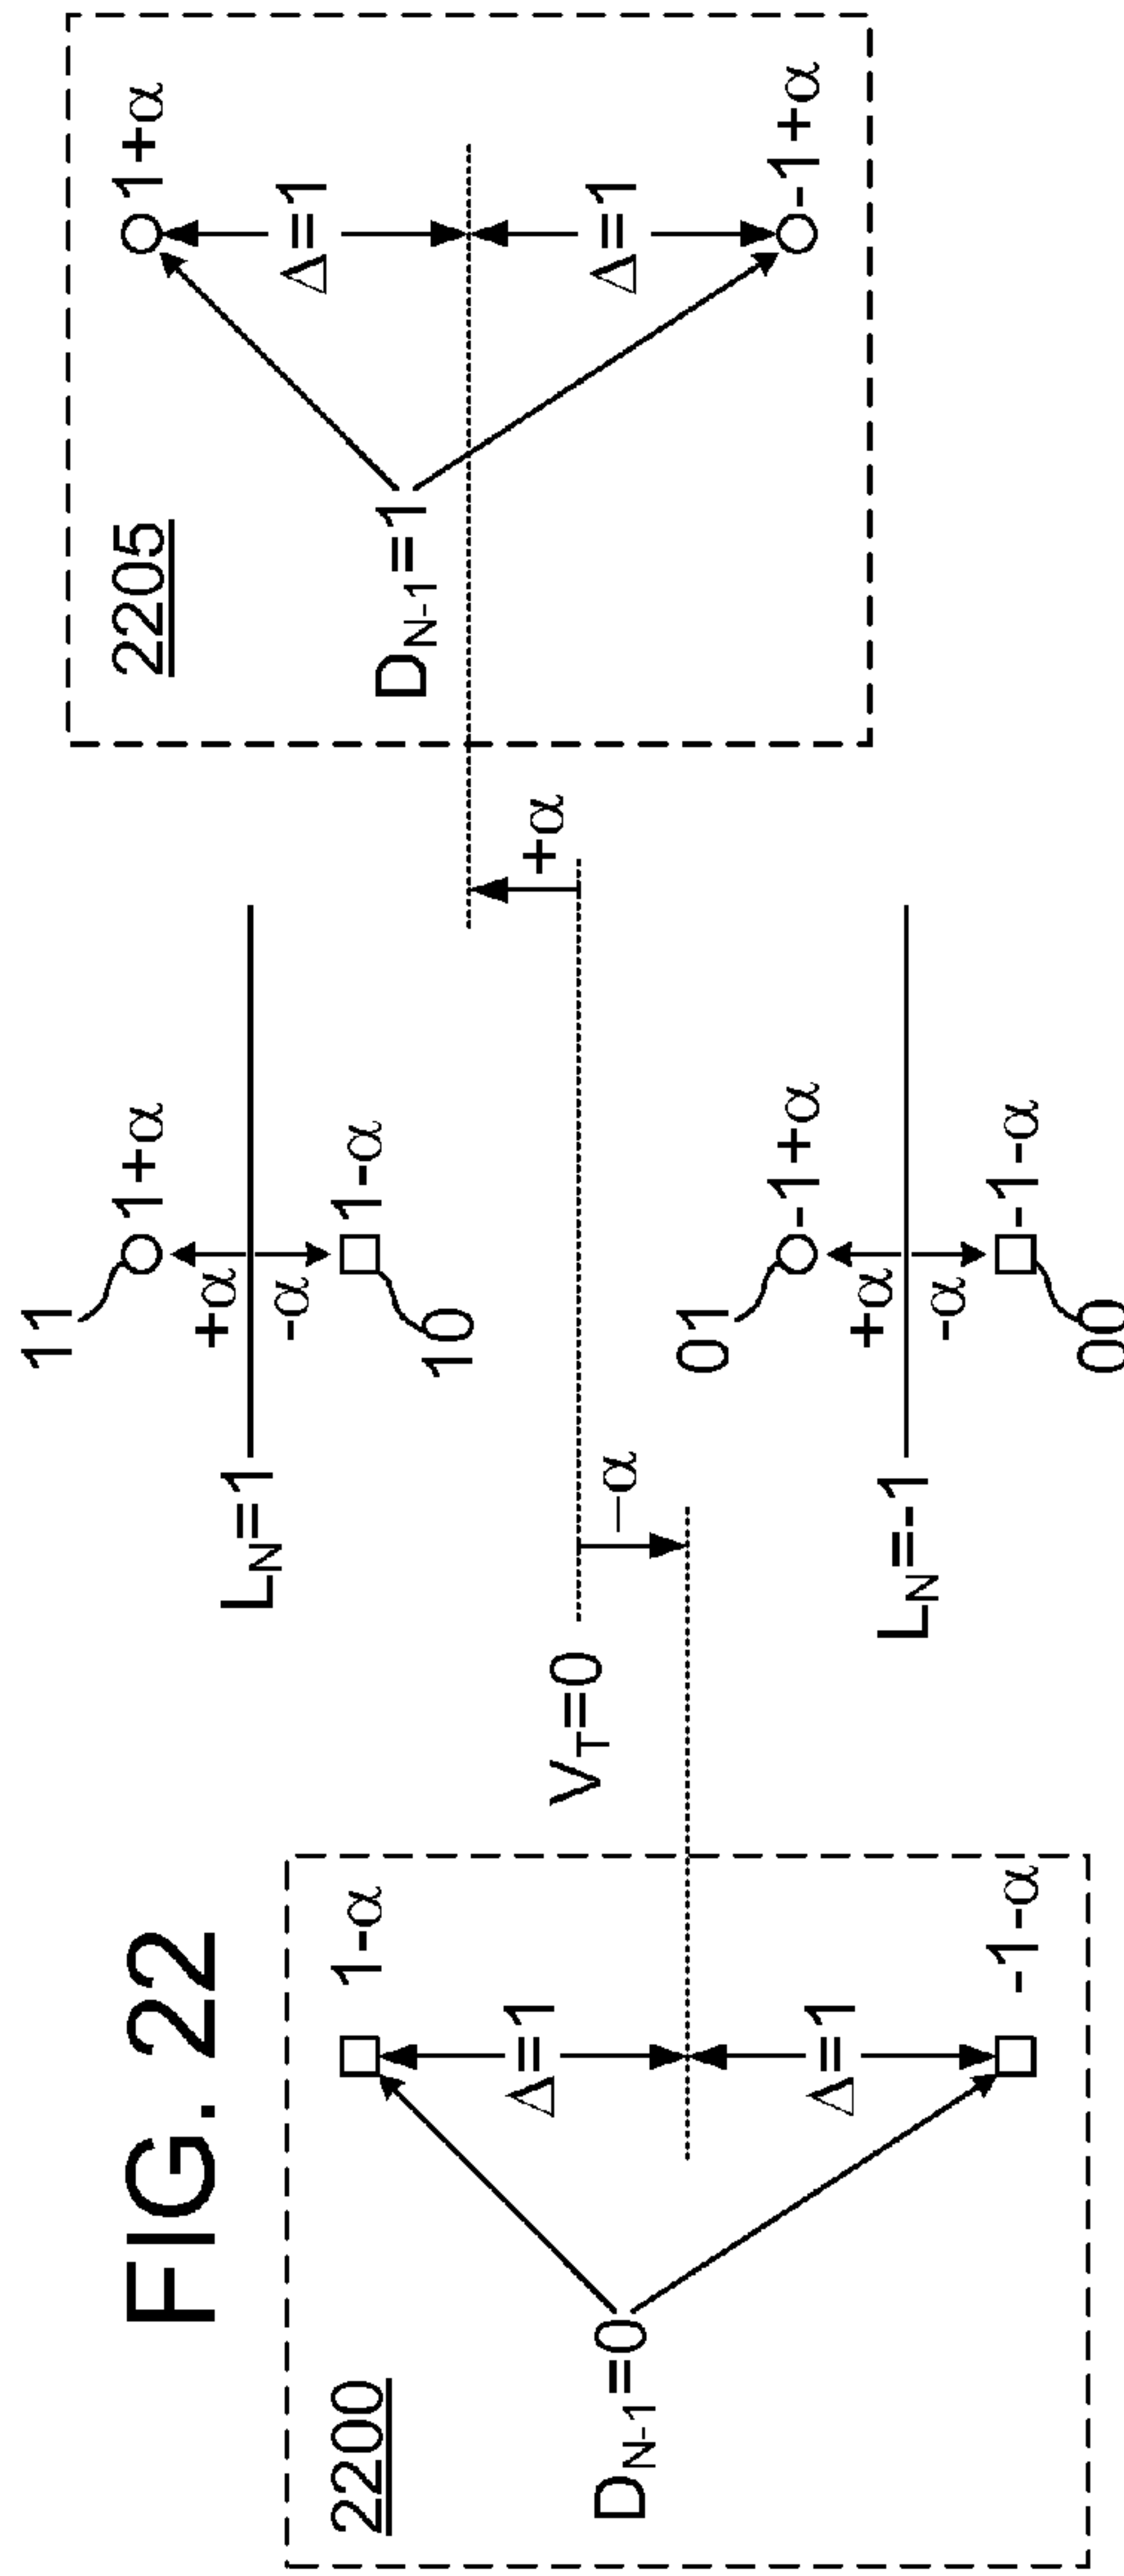 FIG. 22
2200
D_{N-1}=0
1-α
Δ=1
Δ=1
-1-α
V_T=0
-α
L_N=1
11
+α
-α
1+α
1-α
10
L_N=-1
01
+α
-α
-1+α
-1-α
00
+α
2205
D_{N-1}=1
1+α
Δ=1
Δ=1
-1+α